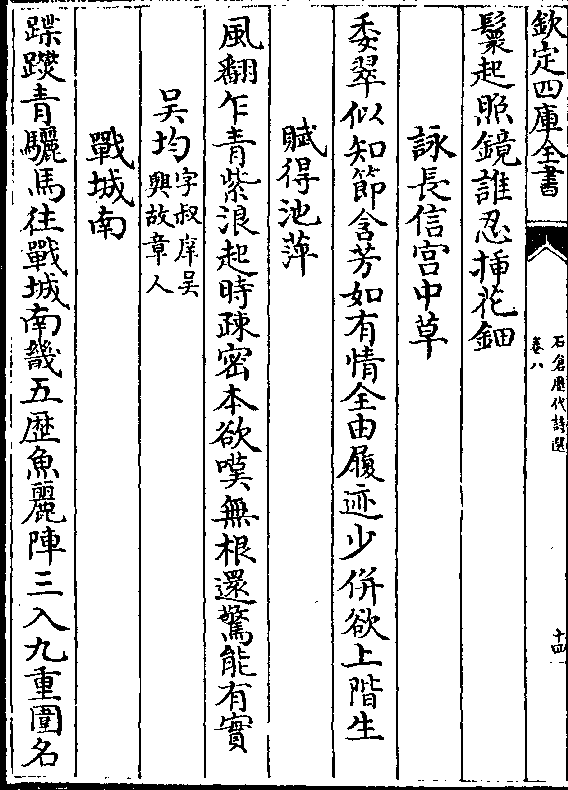 欽定四庫全書
石倉歷代詩選
卷八
十四
鬟起照鏡誰忍揷花鈿
詠長信宫中草
委翠似知節含芳如有情全由履迹少併欲上階生
賦得池萍
風翻乍青紫浪起時疎密本欲嘆無根還驚能有實
吴均
字叔庠吴
興故章人
戰城南
蹀躞青驪馬徃戰城南畿五歴魚麗陣三入九重圍名